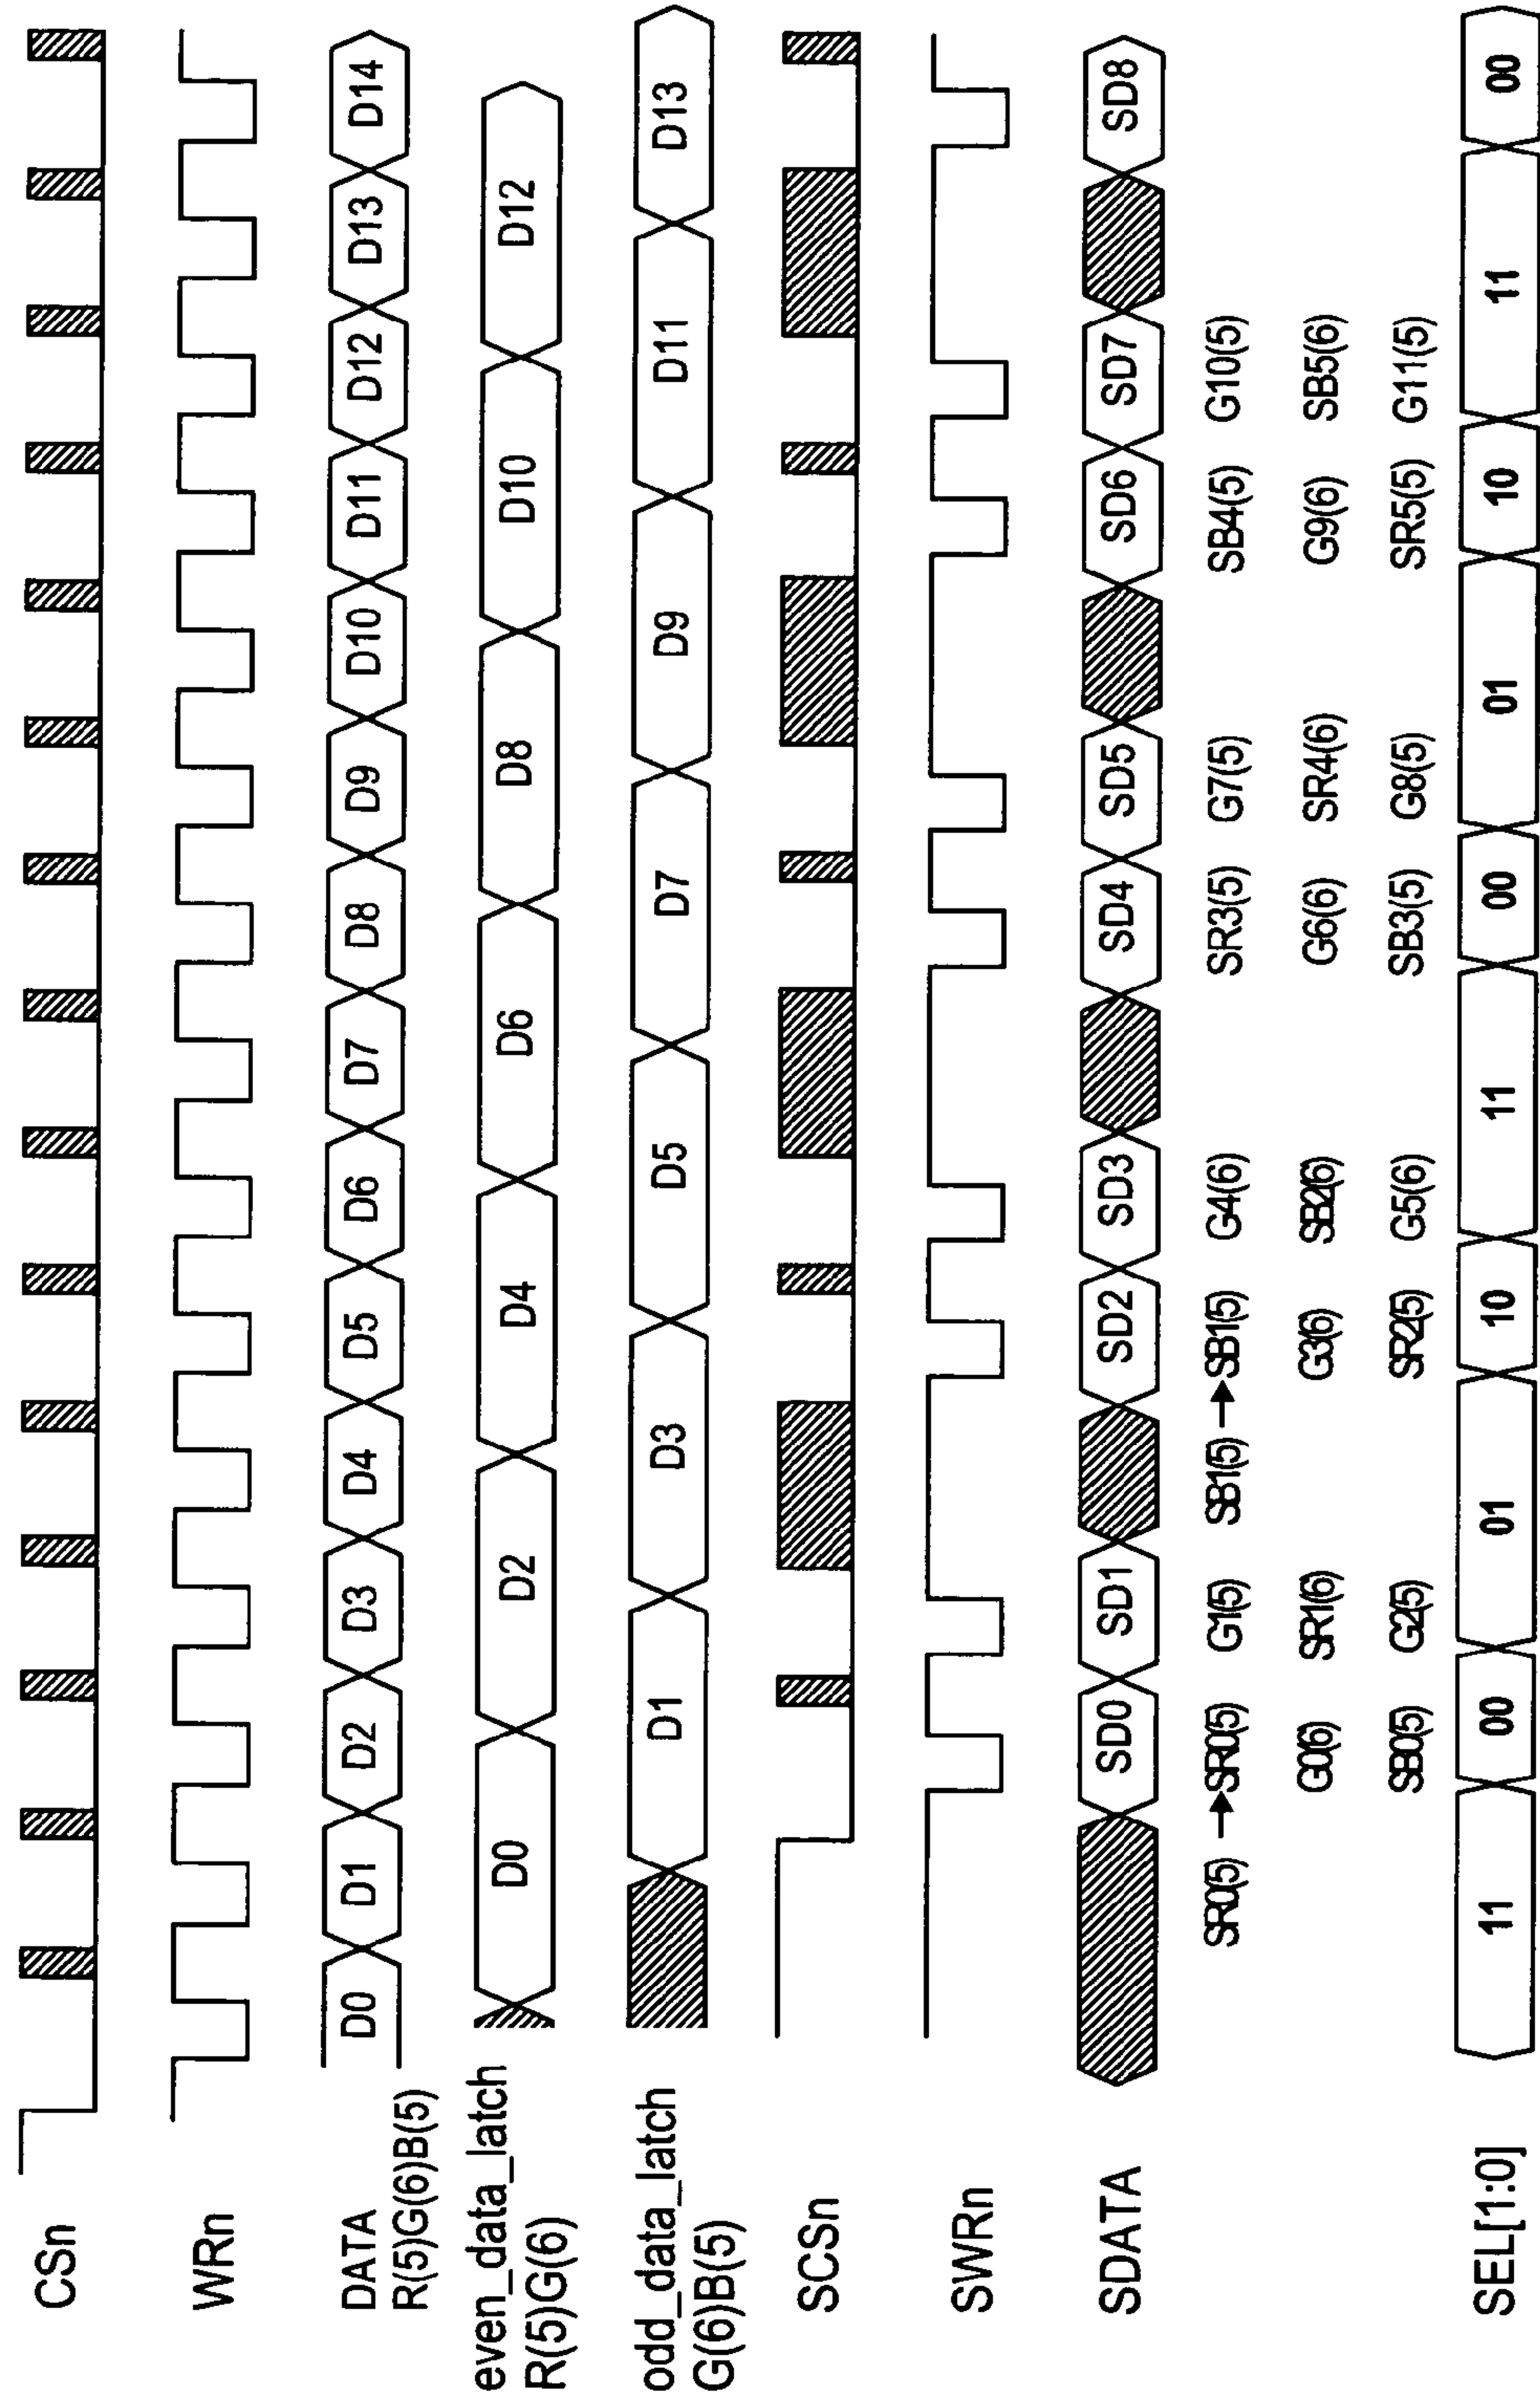 CSn
WRn
DATA
R(5)G(6)B(5)
D0 D1 D2 D3 D4 D5 D6 D7 D8 D9 D10 D11 D12 D13 D14
even_data_latch
R(5)G(6)
D0 D2 D4 D6 D8 D10 D12
odd_data_latch
G(6)B(5)
D1 D3 D5 D7 D9 D11 D13
SCSn
SWRn
SDATA
SD0 SD1 SD2 SD3 SD4 SD5 SD6 SD7 SD8
SR0(5) → SR0(5) G1(5) SB1(5) → SB1(5) G4(6) SR3(5) G7(5) SB4(5) G10(5)
G0(6) SR1(6) G3(6) SB2(6) G6(6) SR4(6) G9(6) SB5(6)
SB0(5) G2(5) SR2(5) G5(6) SB3(5) G8(5) SR5(5) G11(5)
SEL[1:0]
11 00 01 10 11 00 01 10 11 00